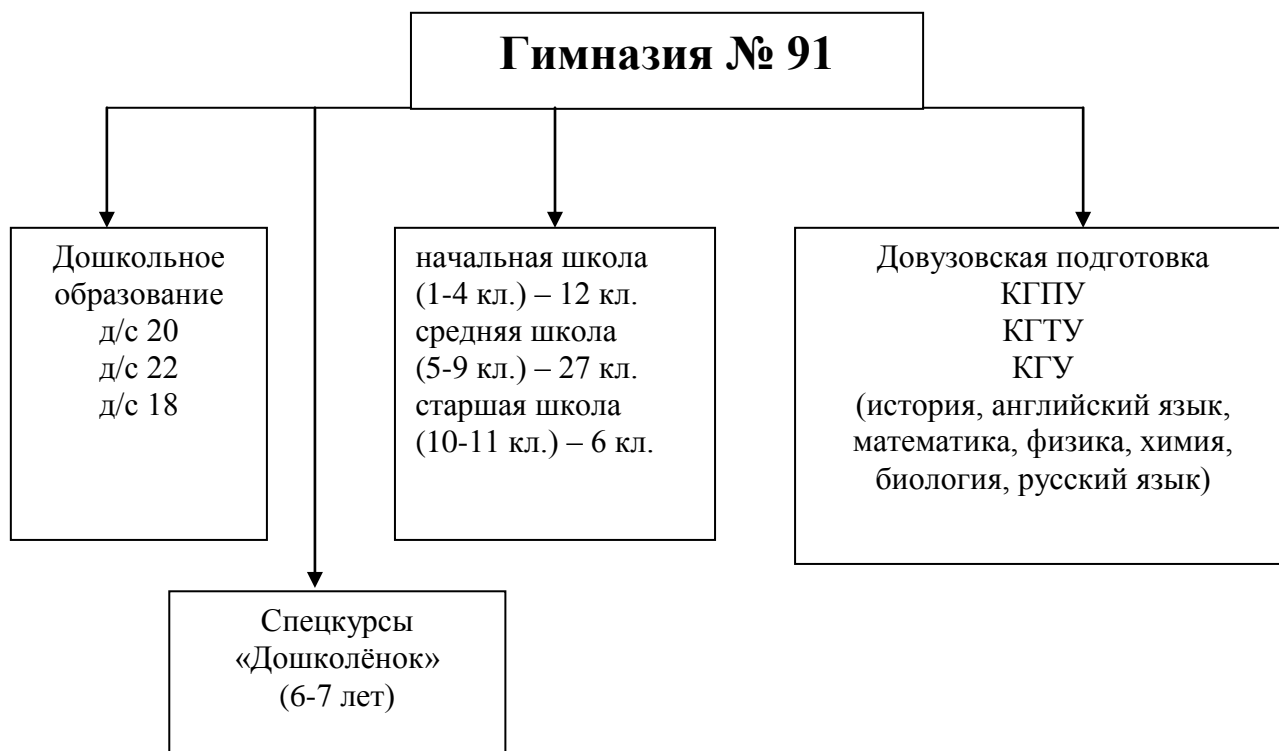 Гимназия № 91
Дошкольное
образование
д/с 20
д/с 22
д/с 18
начальная школа
(1-4 кл.) – 12 кл.
средняя школа
(5-9 кл.) – 27 кл.
старшая школа
(10-11 кл.) – 6 кл.
Довузовская подготовка
КГПУ
КГТУ
КГУ
(история, английский язык,
математика, физика, химия,
биология, русский язык)
Спецкурсы
«Дошколёнок»
(6-7 лет)